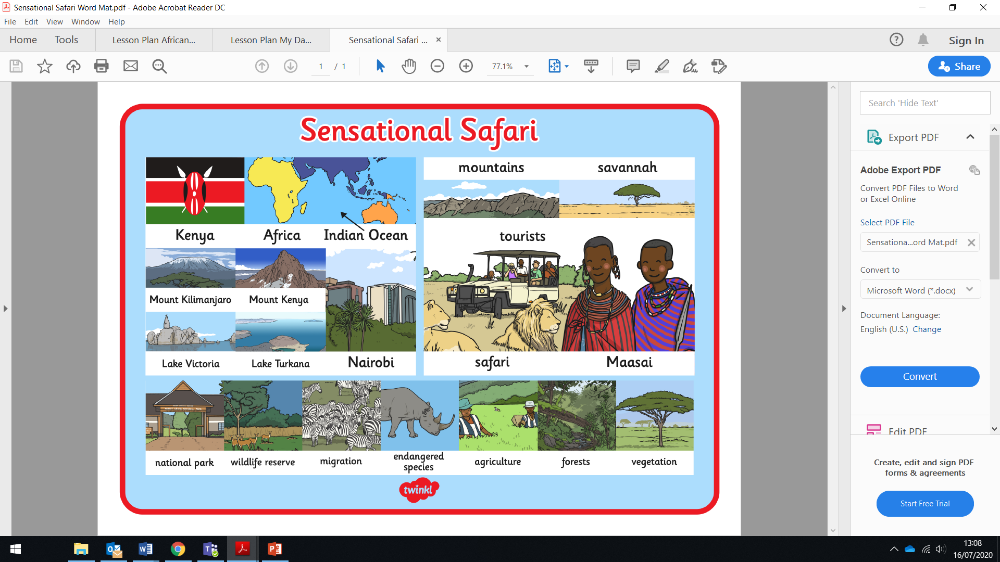 Sensational Safari Word Mat.pdf - Adobe Acrobat Reader DC
File Edit View Window Help
Home Tools Lesson Plan African... Lesson Plan My Da... Sensational Safari ...
1 / 1 77.1% Share
Sensational Safari
Kenya Africa Indian Ocean
Mount Kilimanjaro Mount Kenya
Lake Victoria Lake Turkana Nairobi
mountains savannah
tourists
safari Maasai
MOUNT KENYA NATIONAL PARK
national park wildlife reserve migration endangered species agriculture forests vegetation
twinkl
Sign In
Search 'Hide Text'
Export PDF
Adobe Export PDF
Convert PDF Files to Word
or Excel Online
Select PDF File
Sensationa...ord Mat.pdf
Convert to
Microsoft Word (*.docx)
Document Language:
English (U.S.) Change
Convert
Edit PDF
Create, edit and sign PDF
forms & agreements
Start Free Trial
13:08
16/07/2020